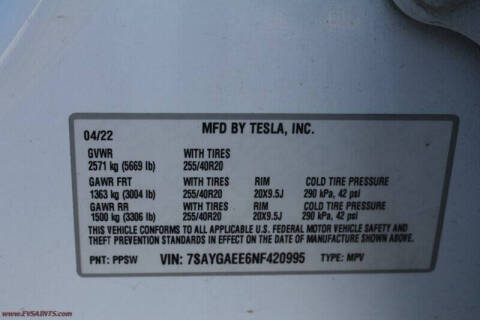 04/22 MFD BY TESLA, INC.
GVWR WITH TIRES
2571 kg (5669 lb) 255/40R20
GAWR FRT WITH TIRES RIM COLD TIRE PRESSURE
1363 kg (3004 lb) 255/40R20 20X9.5J 290 kPa, 42 psi
GAWR RR WITH TIRES RIM COLD TIRE PRESSURE
1500 kg (3306 lb) 255/40R20 20X9.5J 290 kPa, 42 psi
THIS VEHICLE CONFORMS TO ALL APPLICABLE U.S. FEDERAL MOTOR VEHICLE SAFETY AND
THEFT PREVENTION STANDARDS IN EFFECT ON THE DATE OF MANUFACTURE SHOWN ABOVE.
PNT: PPSW VIN: 7SAYGAEE6NF420995 TYPE: MPV
www.EVSAINTS.com